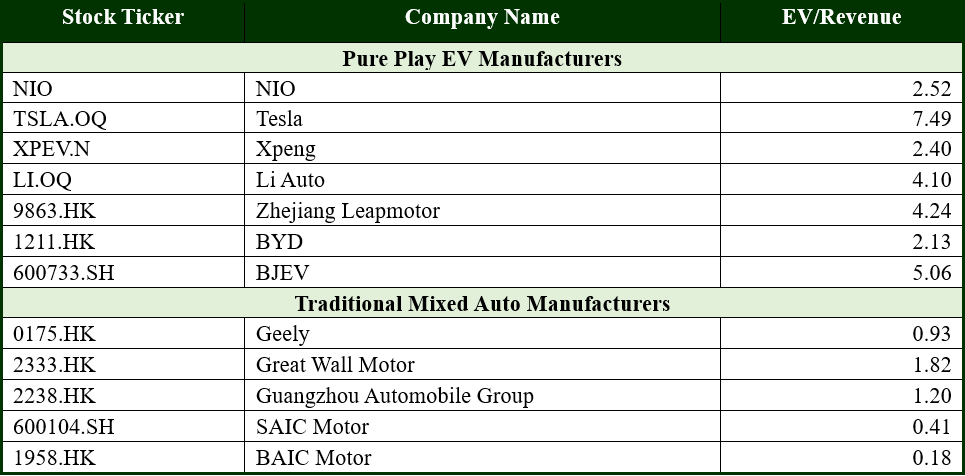 Stock Ticker Company Name EV/Revenue
Pure Play EV Manufacturers
NIO NIO 2.52
TSLA.OQ Tesla 7.49
XPEV.N Xpeng 2.40
LI.OQ Li Auto 4.10
9863.HK Zhejiang Leapmotor 4.24
1211.HK BYD 2.13
600733.SH BJEV 5.06
Traditional Mixed Auto Manufacturers
0175.HK Geely 0.93
2333.HK Great Wall Motor 1.82
2238.HK Guangzhou Automobile Group 1.20
600104.SH SAIC Motor 0.41
1958.HK BAIC Motor 0.18